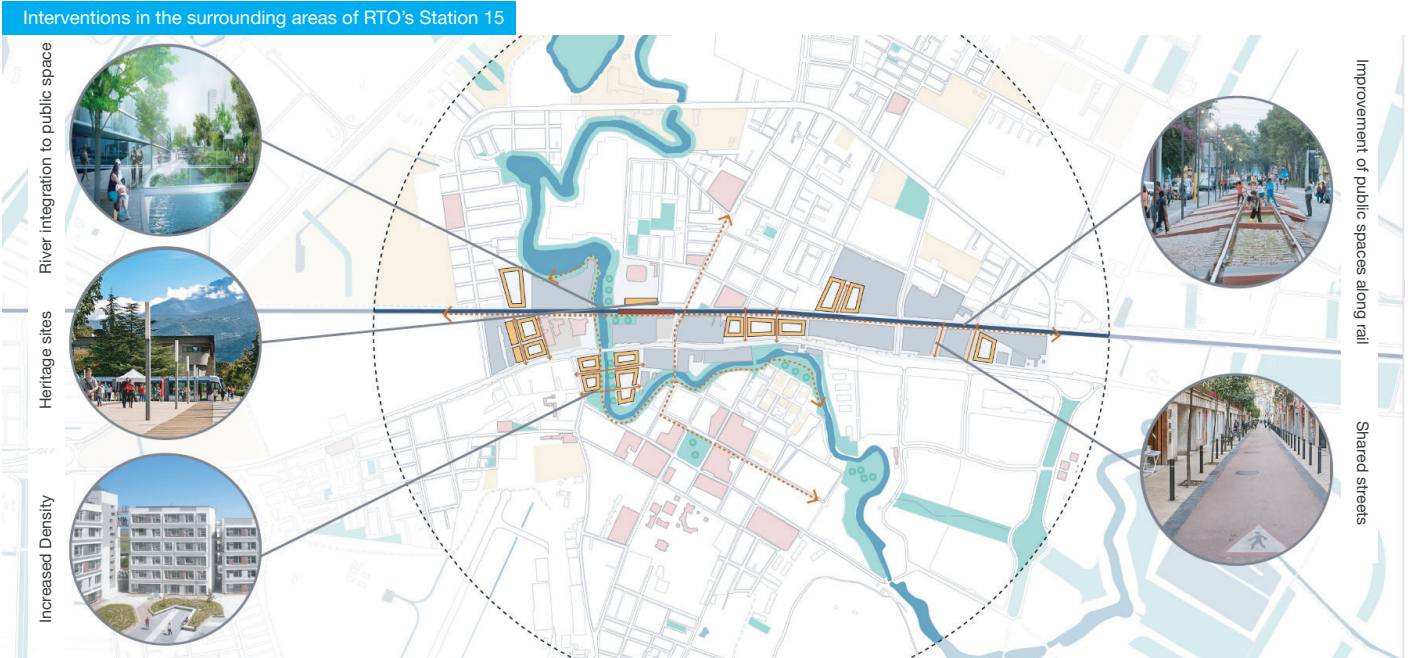 Interventions in the surrounding areas of RTO's Station 15
River integration to public space
Heritage sites
Increased Density
Improvement of public spaces along rail
Shared streets